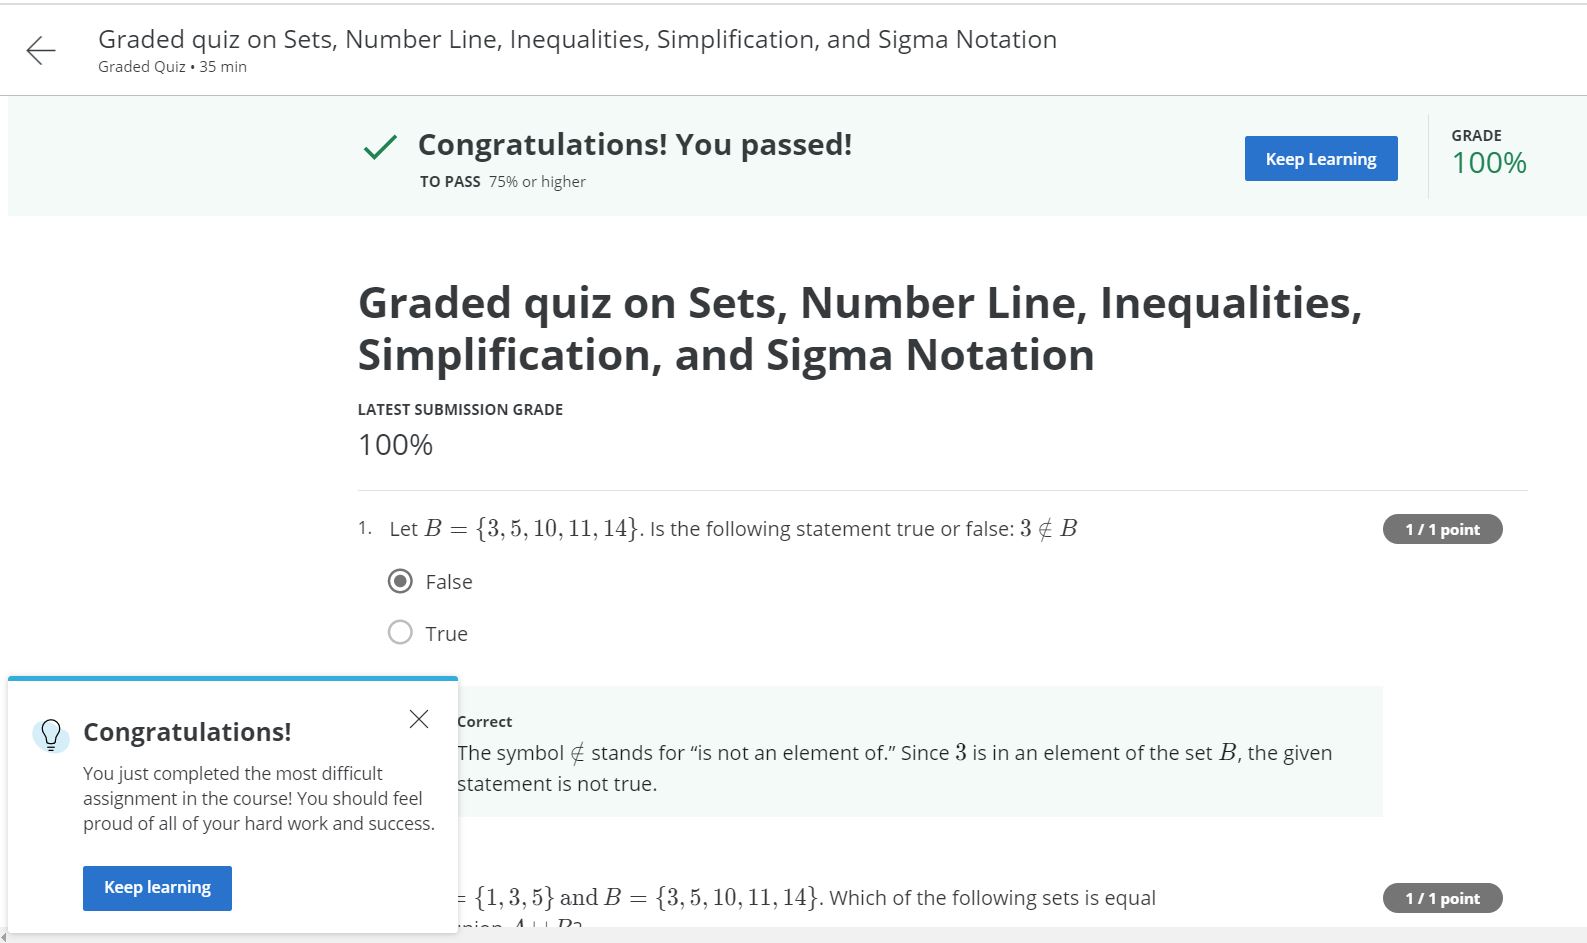 Graded quiz on Sets, Number Line, Inequalities, Simplification, and Sigma Notation
Graded Quiz • 35 min
Congratulations! You passed!
TO PASS 75% or higher
Keep Learning
GRADE
100%
Graded quiz on Sets, Number Line, Inequalities,
Simplification, and Sigma Notation
LATEST SUBMISSION GRADE
100%
1. Let B = {3, 5, 10, 11, 14}. Is the following statement true or false: 3 ∉ B
1 / 1 point
False
True
Correct
The symbol ∉ stands for “is not an element of.” Since 3 is in an element of the set B, the given
statement is not true.
Congratulations!
You just completed the most difficult
assignment in the course! You should feel
proud of all of your hard work and success.
Keep learning
= {1, 3, 5} and B = {3, 5, 10, 11, 14}. Which of the following sets is equal
1 / 1 point